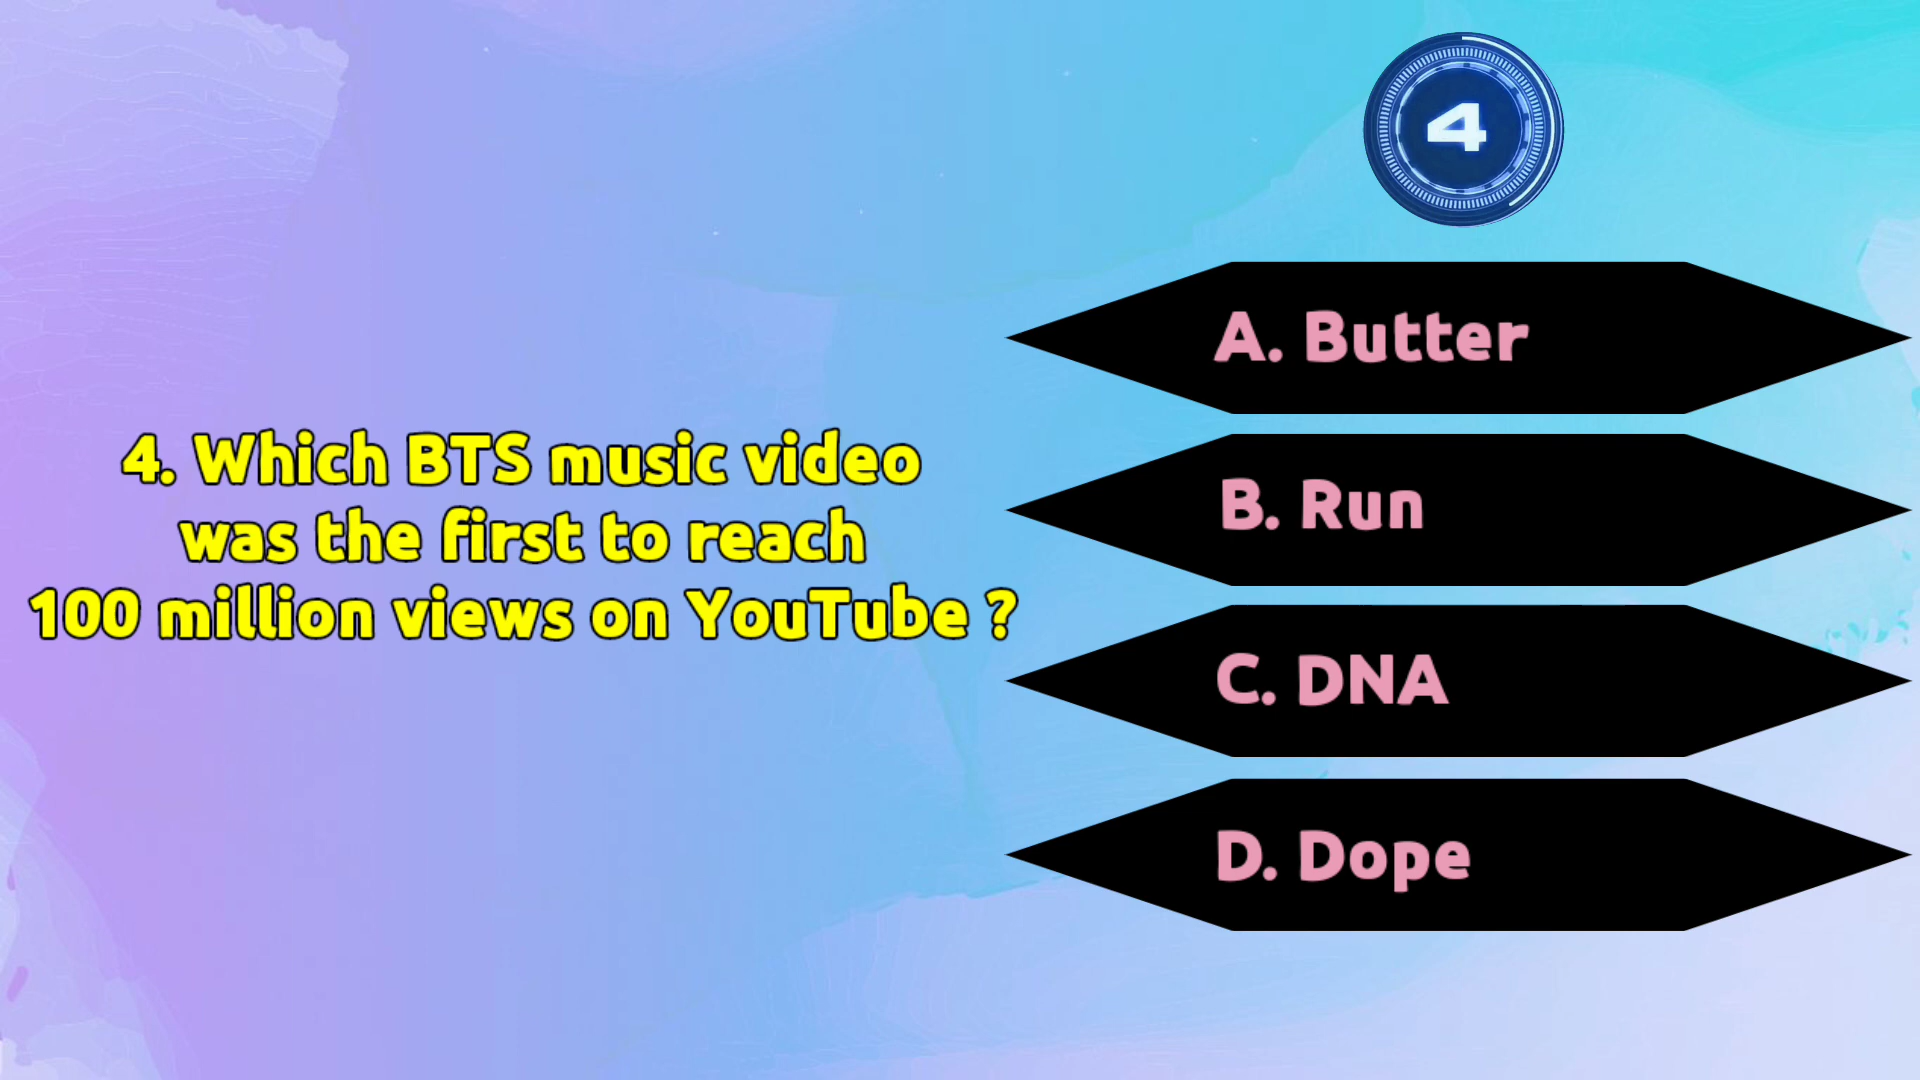 4
4. Which BTS music video
was the first to reach
100 million views on YouTube ?
A. Butter
B. Run
C. DNA
D. Dope